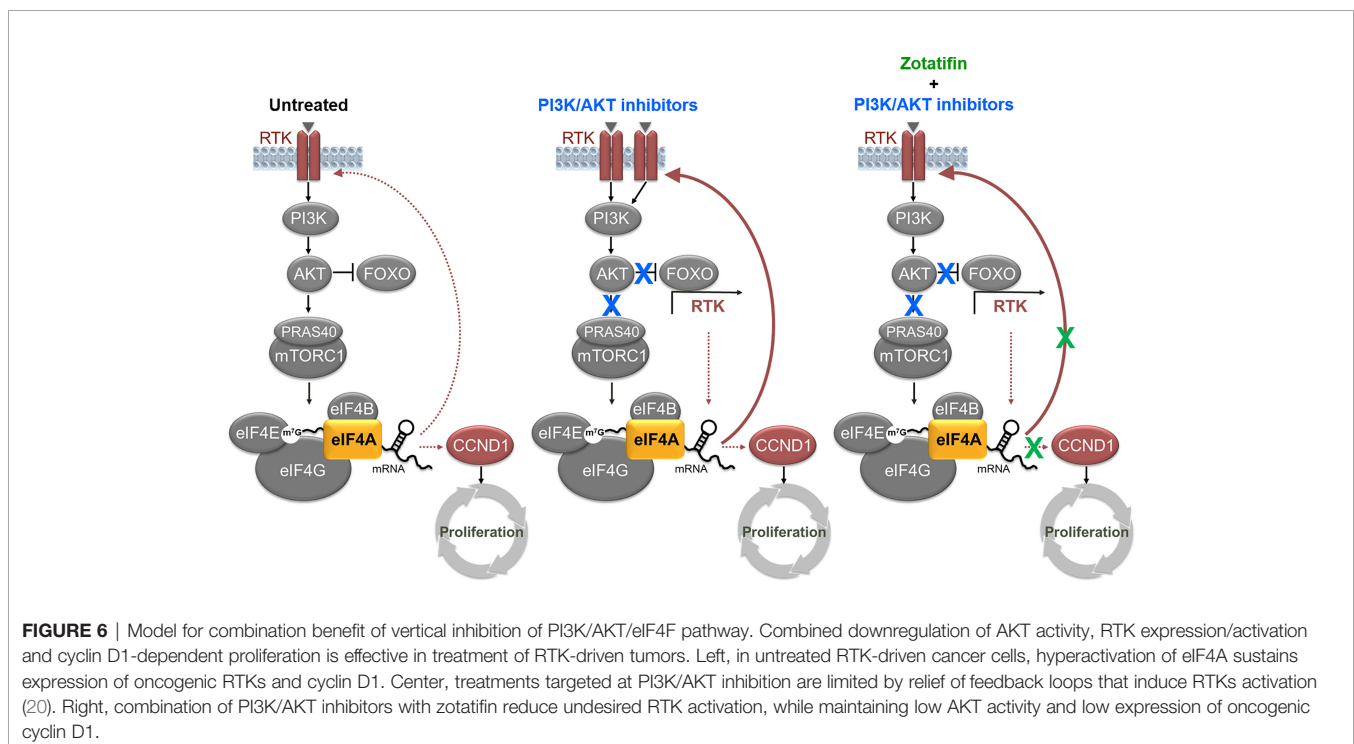 Untreated
RTK
PI3K
AKT
FOXO
PRAS40
mTORC1
eIF4B
eIF4E
m⁷G
eIF4A
eIF4G
mRNA
CCND1
Proliferation
PI3K/AKT inhibitors
RTK
PI3K
AKT
X
FOXO
X
RTK
PRAS40
mTORC1
eIF4B
eIF4E
m⁷G
eIF4A
eIF4G
mRNA
CCND1
Proliferation
Zotatifin
+
PI3K/AKT inhibitors
RTK
PI3K
AKT
X
FOXO
X
RTK
PRAS40
mTORC1
X
eIF4B
eIF4E
m⁷G
eIF4A
eIF4G
mRNA
X
CCND1
Proliferation
FIGURE 6 | Model for combination benefit of vertical inhibition of PI3K/AKT/eIF4F pathway. Combined downregulation of AKT activity, RTK expression/activation
and cyclin D1-dependent proliferation is effective in treatment of RTK-driven tumors. Left, in untreated RTK-driven cancer cells, hyperactivation of eIF4A sustains
expression of oncogenic RTKs and cyclin D1. Center, treatments targeted at PI3K/AKT inhibition are limited by relief of feedback loops that induce RTKs activation
(20). Right, combination of PI3K/AKT inhibitors with zotatifin reduce undesired RTK activation, while maintaining low AKT activity and low expression of oncogenic
cyclin D1.